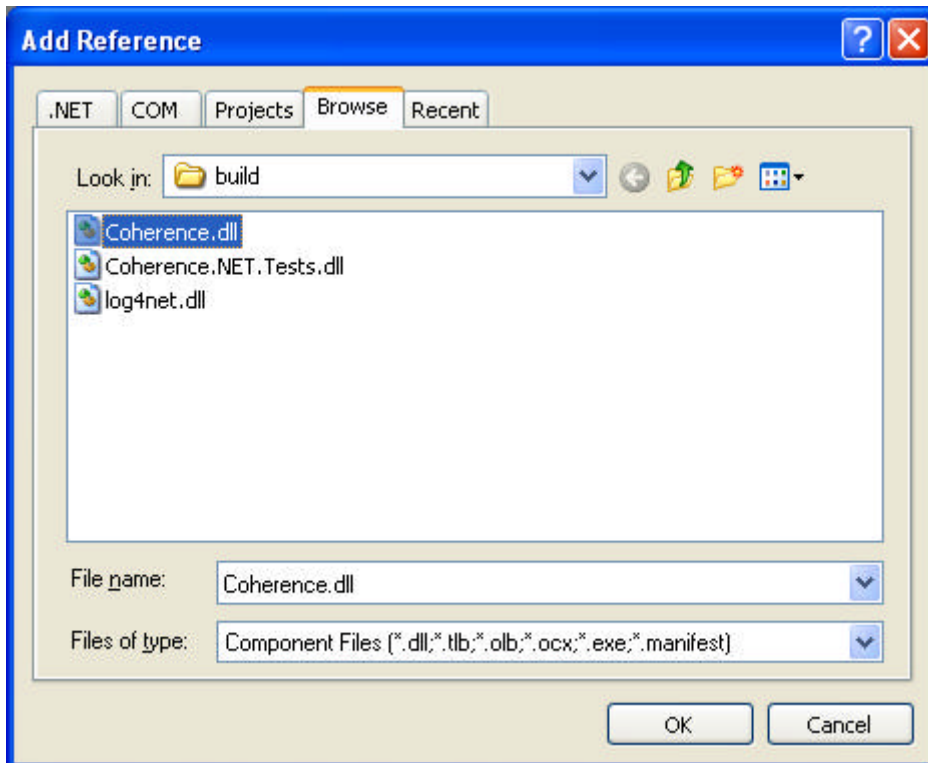 Add Reference
.NET COM Projects Browse Recent
Look in: build
Coherence.dll
Coherence.NET.Tests.dll
log4net.dll
File name: Coherence.dll
Files of type: Component Files (*.dll;*.tlb;*.olb;*.ocx;*.exe;*.manifest)
OK Cancel